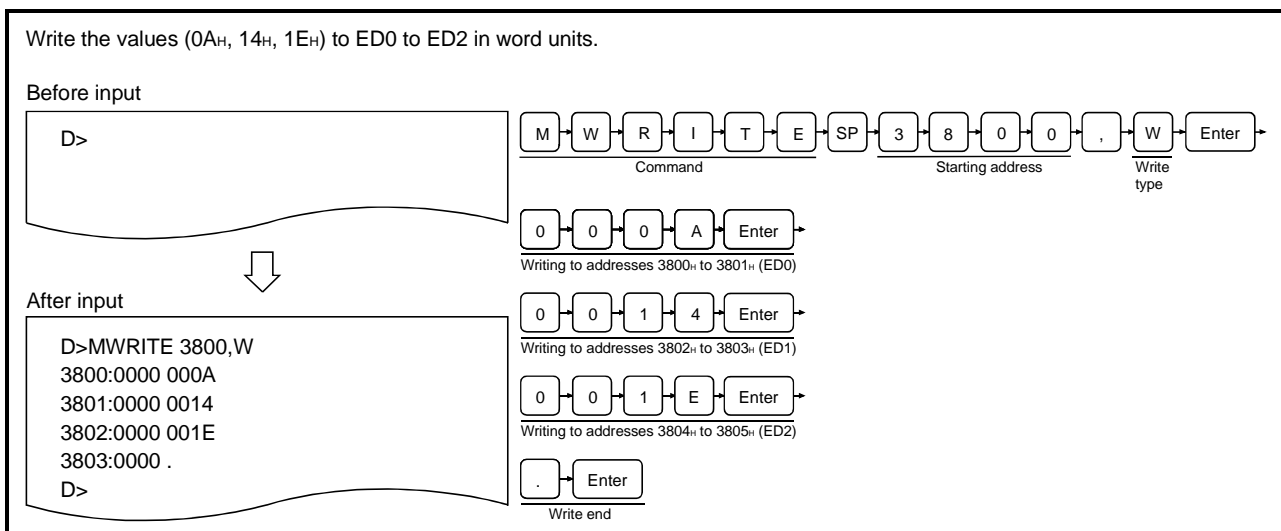 Write the values (0AH, 14H, 1EH) to ED0 to ED2 in word units.
Before input
D>
M W R I T E SP 3 8 0 0 , W Enter
Command Starting address Write type
0 0 0 A Enter
Writing to addresses 3800H to 3801H (ED0)
After input
D>MWRITE 3800,W
3800:0000 000A
3801:0000 0014
3802:0000 001E
3803:0000 .
D>
0 0 1 4 Enter
Writing to addresses 3802H to 3803H (ED1)
0 0 1 E Enter
Writing to addresses 3804H to 3805H (ED2)
. Enter
Write end